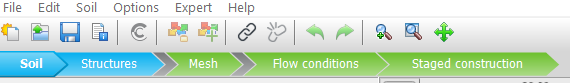 File Edit Soil Options Expert Help
Soil Structures Mesh Flow conditions Staged construction